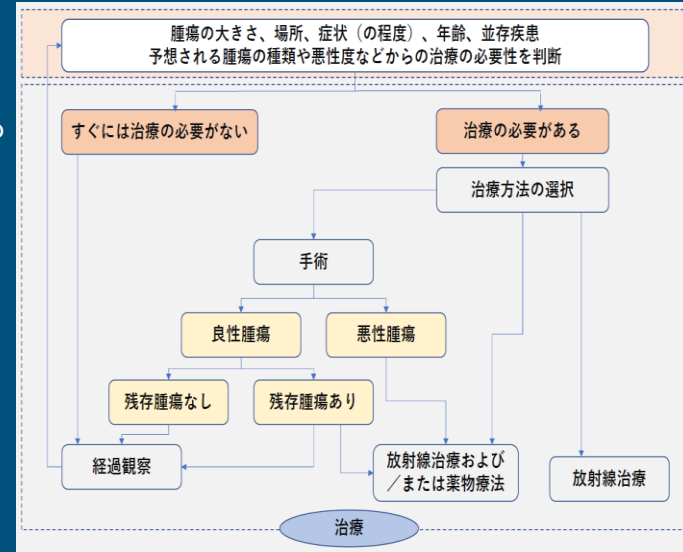 腫瘍の大きさ、場所、症状（の程度）、年齢、並存疾患
予想される腫瘍の種類や悪性度などからの治療の必要性を判断
すぐには治療の必要がない
治療の必要がある
治療方法の選択
手術
良性腫瘍
悪性腫瘍
残存腫瘍なし
残存腫瘍あり
経過観察
放射線治療および
／または薬物療法
放射線治療
治療